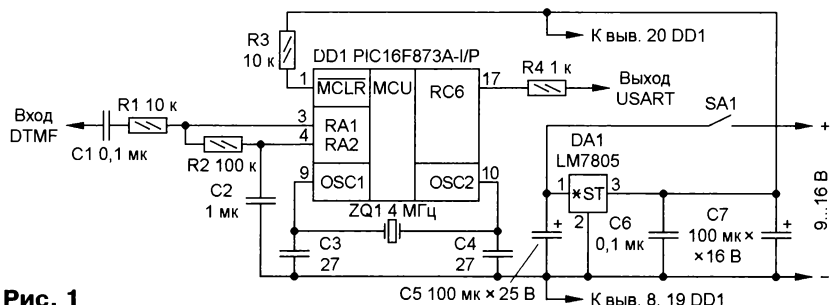 К выв. 20 DD1
R3
10 к
DD1 PIC16F873A-I/P
1
MCLR
MCU
RC6
17
R4 1 к
Выход
USART
SA1
+
Вход
DTMF
R1 10 к
3
RA1
4
RA2
C1 0,1 мк
R2 100 к
DA1
LM7805
9
OSC1
OSC2
10
1
✶ST
3
2
9...16 В
C2
1 мк
ZQ1 4 МГц
+
C6
0,1 мк
C7
100 мк ×
×16 В
+
C3
27
C4
27
–
C5 100 мк × 25 В
К выв. 8, 19 DD1
Рис. 1